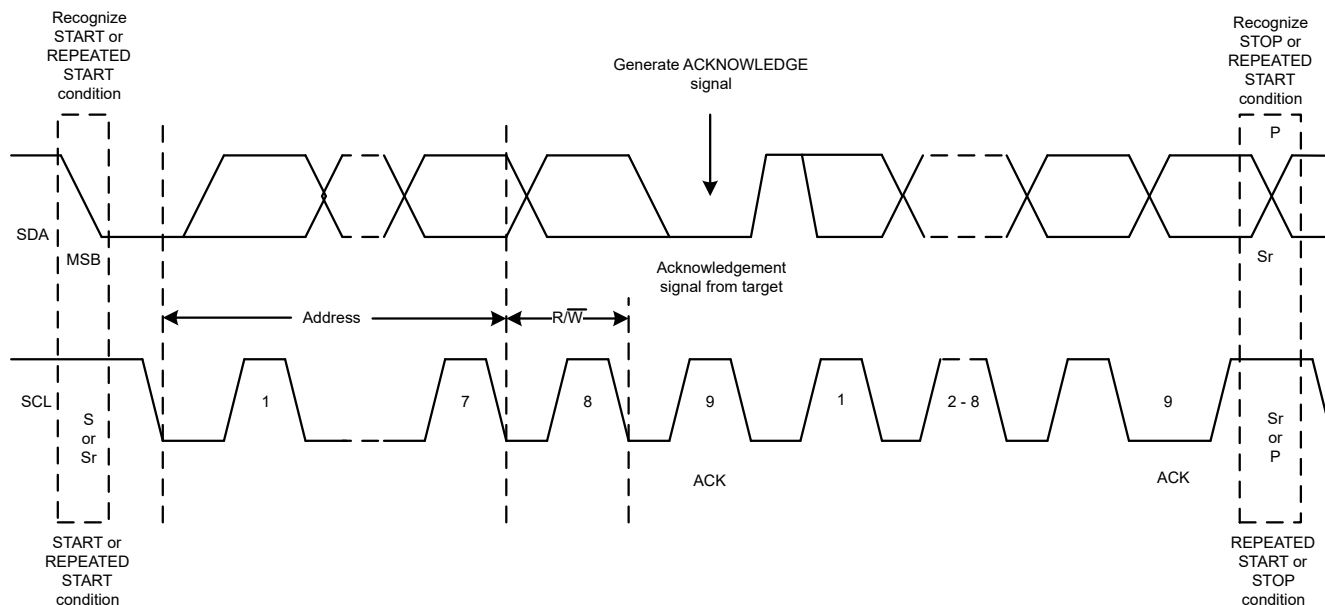 Recognize
START or
REPEATED
START
condition
Generate ACKNOWLEDGE
signal
Recognize
STOP or
REPEATED
START
condition
P
SDA
MSB
Acknowledgement
signal from target
Sr
Address
R/W̅
SCL
S
or
Sr
1
7
8
9
1
2 - 8
9
Sr
or
P
ACK
ACK
START or
REPEATED
START
condition
REPEATED
START or
STOP
condition